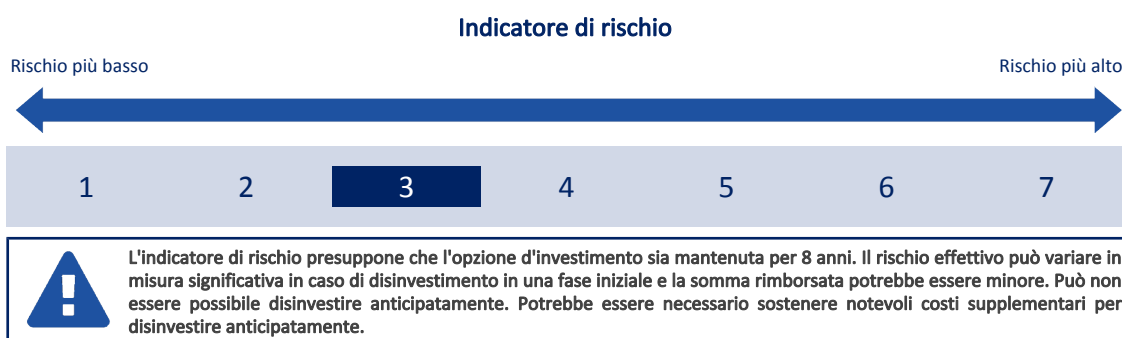 Indicatore di rischio
Rischio più basso
Rischio più alto
1 2 3 4 5 6 7
L'indicatore di rischio presuppone che l'opzione d'investimento sia mantenuta per 8 anni. Il rischio effettivo può variare in
misura significativa in caso di disinvestimento in una fase iniziale e la somma rimborsata potrebbe essere minore. Può non
essere possibile disinvestire anticipatamente. Potrebbe essere necessario sostenere notevoli costi supplementari per
disinvestire anticipatamente.